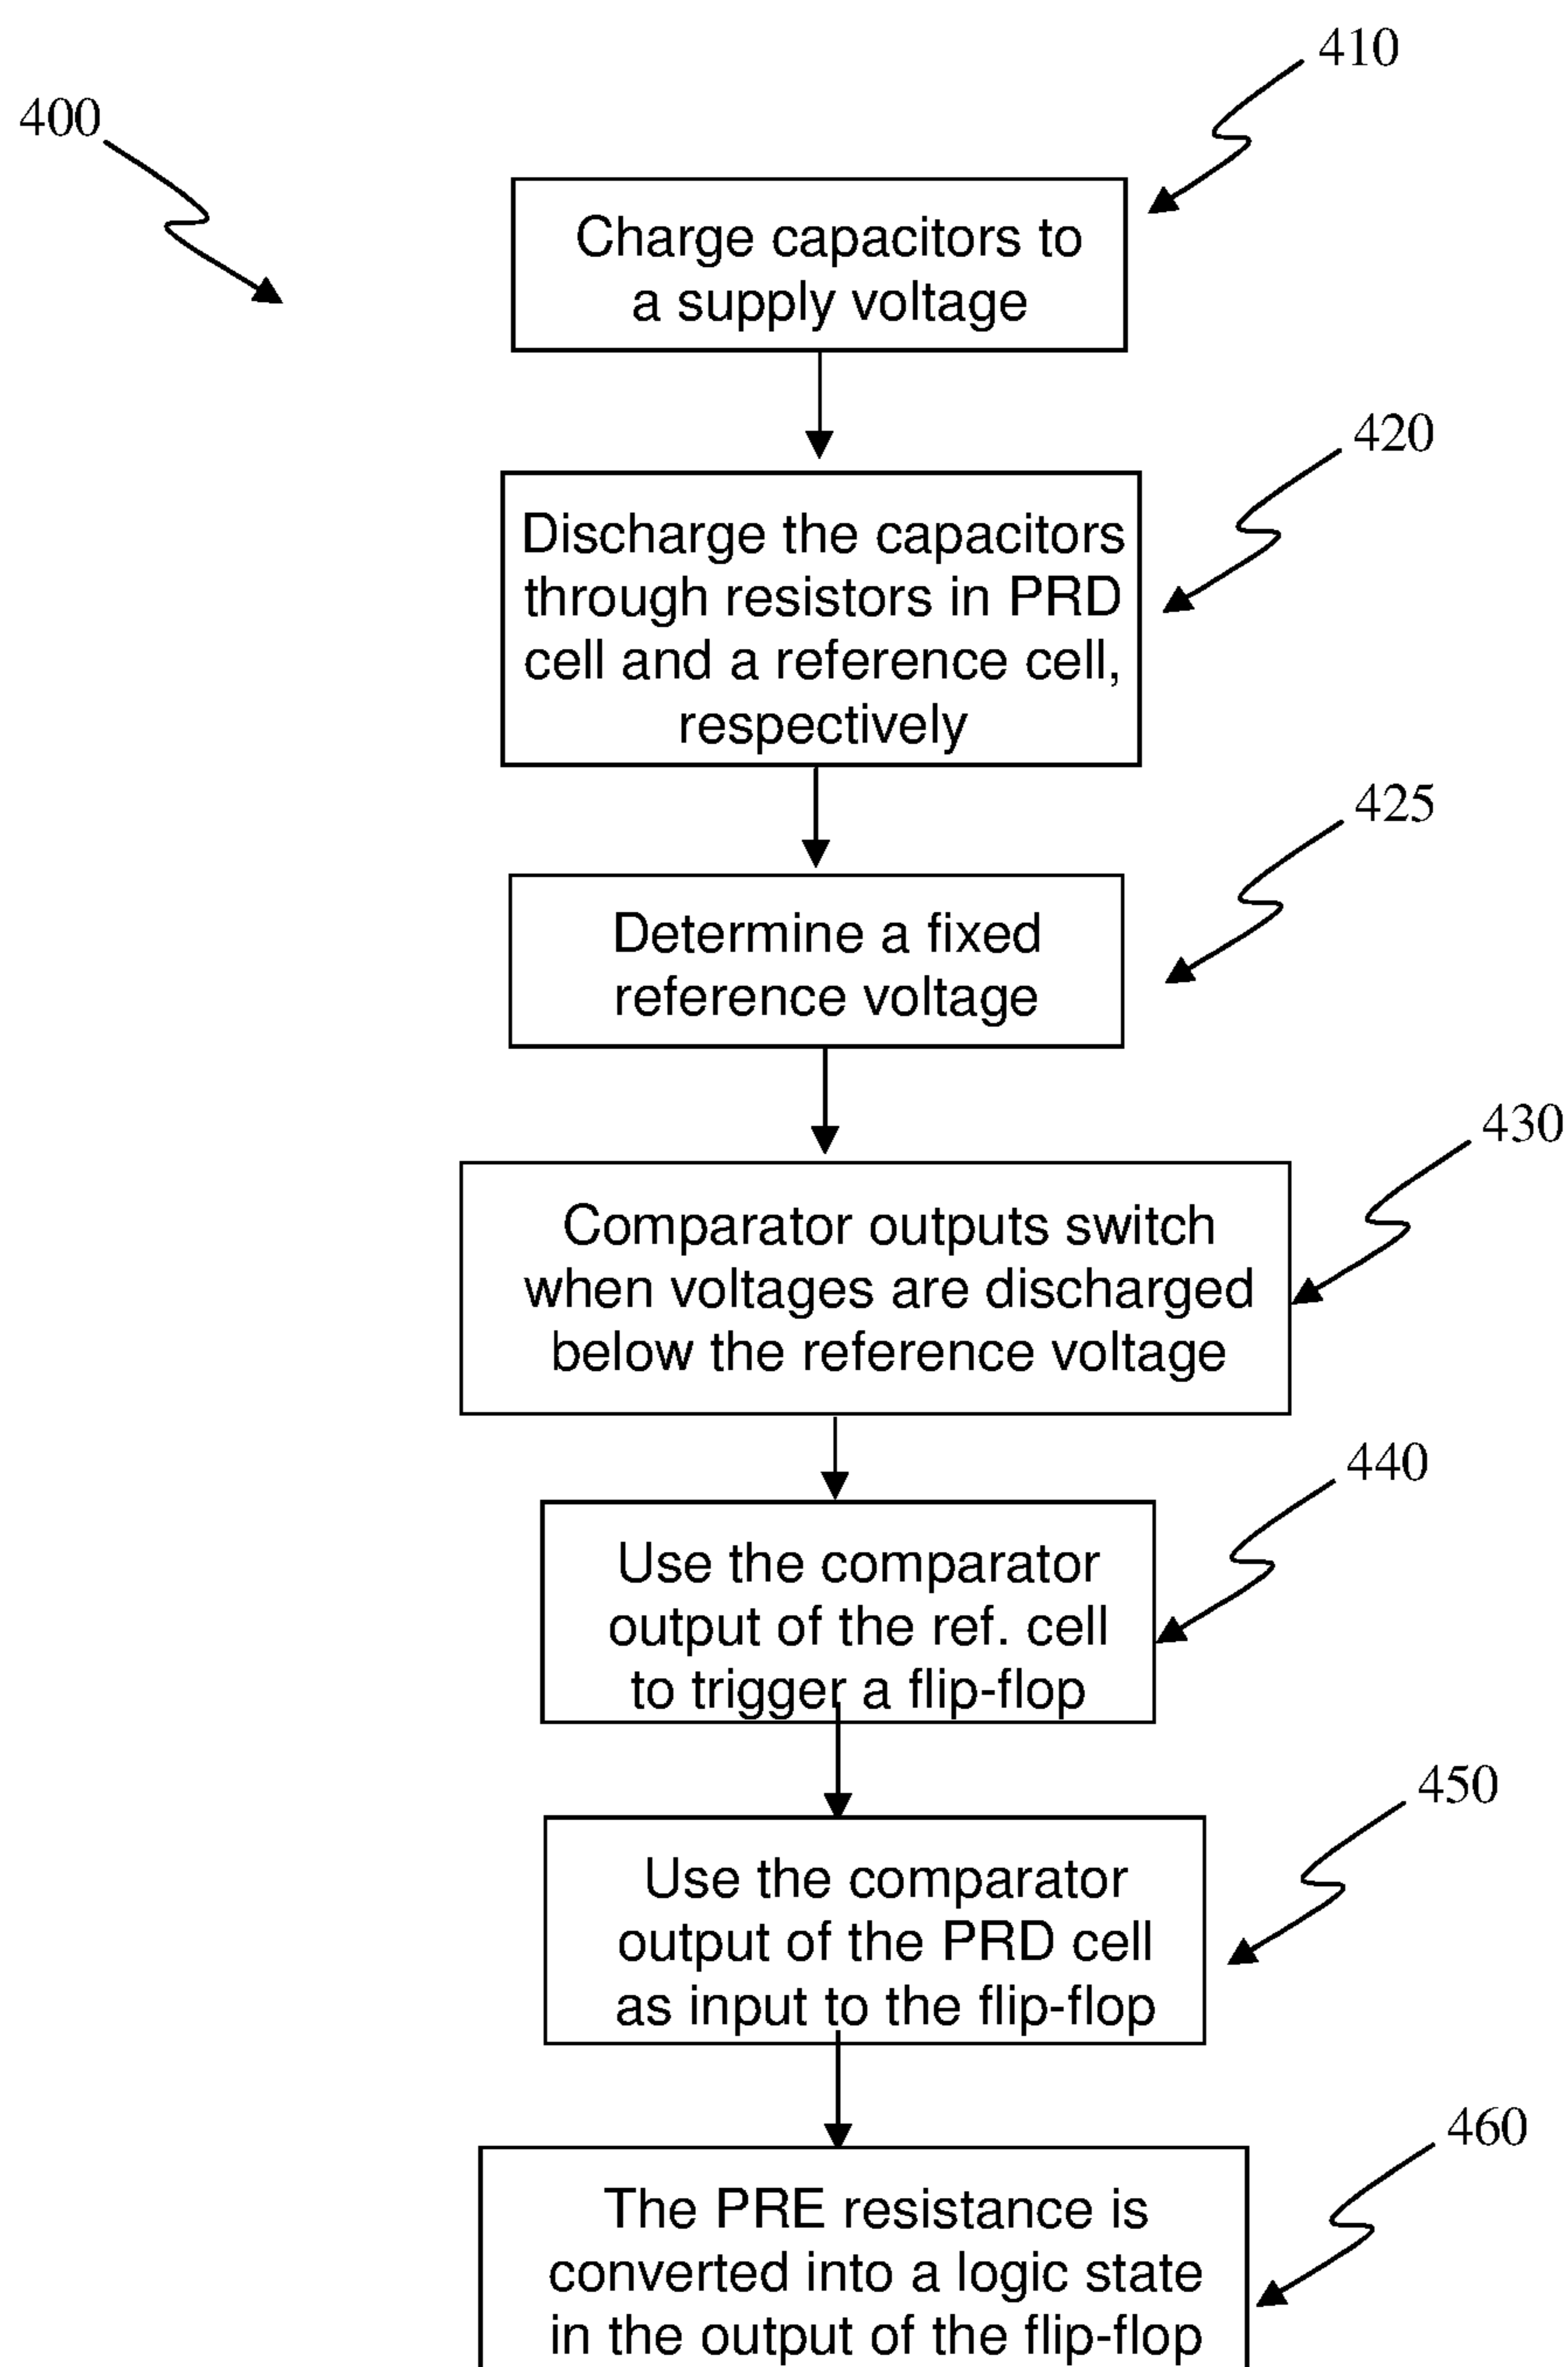 410
400
Charge capacitors to
a supply voltage
420
Discharge the capacitors
through resistors in PRD
cell and a reference cell,
respectively
425
Determine a fixed
reference voltage
430
Comparator outputs switch
when voltages are discharged
below the reference voltage
440
Use the comparator
output of the ref. cell
to trigger a flip-flop
450
Use the comparator
output of the PRD cell
as input to the flip-flop
460
The PRE resistance is
converted into a logic state
in the output of the flip-flop